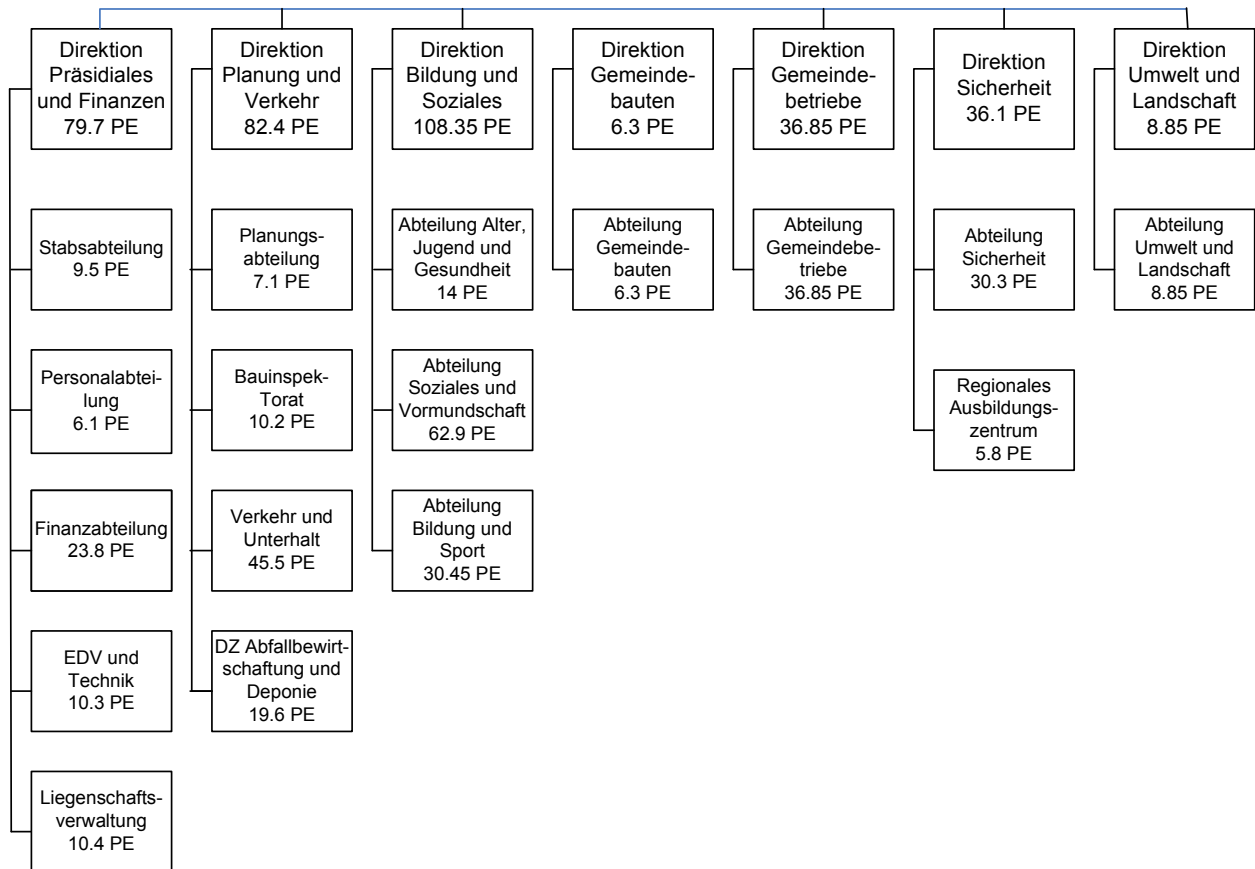 Direktion
Präsidiales
und Finanzen
79.7 PE
Direktion
Planung und
Verkehr
82.4 PE
Direktion
Bildung und
Soziales
108.35 PE
Direktion
Gemeinde-
bauten
6.3 PE
Direktion
Gemeinde-
betriebe
36.85 PE
Direktion
Sicherheit
36.1 PE
Direktion
Umwelt und
Landschaft
8.85 PE
Stabsabteilung
9.5 PE
Planungs-
abteilung
7.1 PE
Abteilung Alter,
Jugend und
Gesundheit
14 PE
Abteilung
Gemeinde-
bauten
6.3 PE
Abteilung
Gemeindebe-
triebe
36.85 PE
Abteilung
Sicherheit
30.3 PE
Abteilung
Umwelt und
Landschaft
8.85 PE
Personalabtei-
lung
6.1 PE
Bauinspek-
Torat
10.2 PE
Abteilung
Soziales und
Vormundschaft
62.9 PE
Regionales
Ausbildungs-
zentrum
5.8 PE
Finanzabteilung
23.8 PE
Verkehr und
Unterhalt
45.5 PE
Abteilung
Bildung und
Sport
30.45 PE
EDV und
Technik
10.3 PE
DZ Abfallbewirt-
schaftung und
Deponie
19.6 PE
Liegenschafts-
verwaltung
10.4 PE